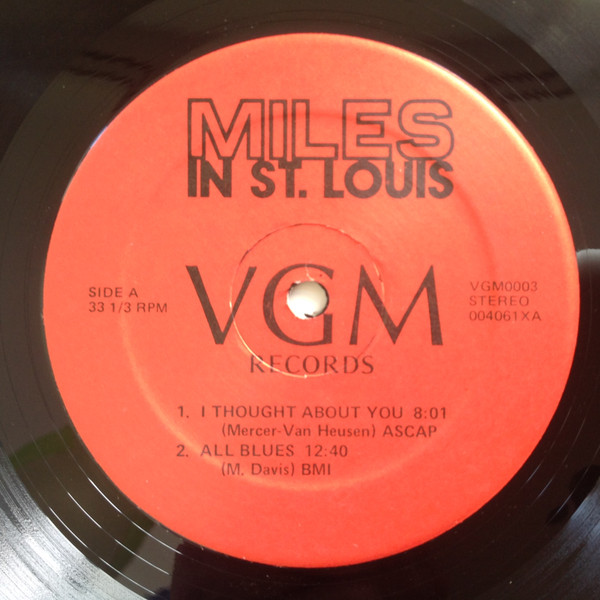 MILES
IN ST. LOUIS
SIDE A
33 1/3 RPM
VGM
RECORDS
VGM0003
STEREO
004061XA
1. I THOUGHT ABOUT YOU 8:01
(Mercer-Van Heusen) ASCAP
2. ALL BLUES 12:40
(M. Davis) BMI